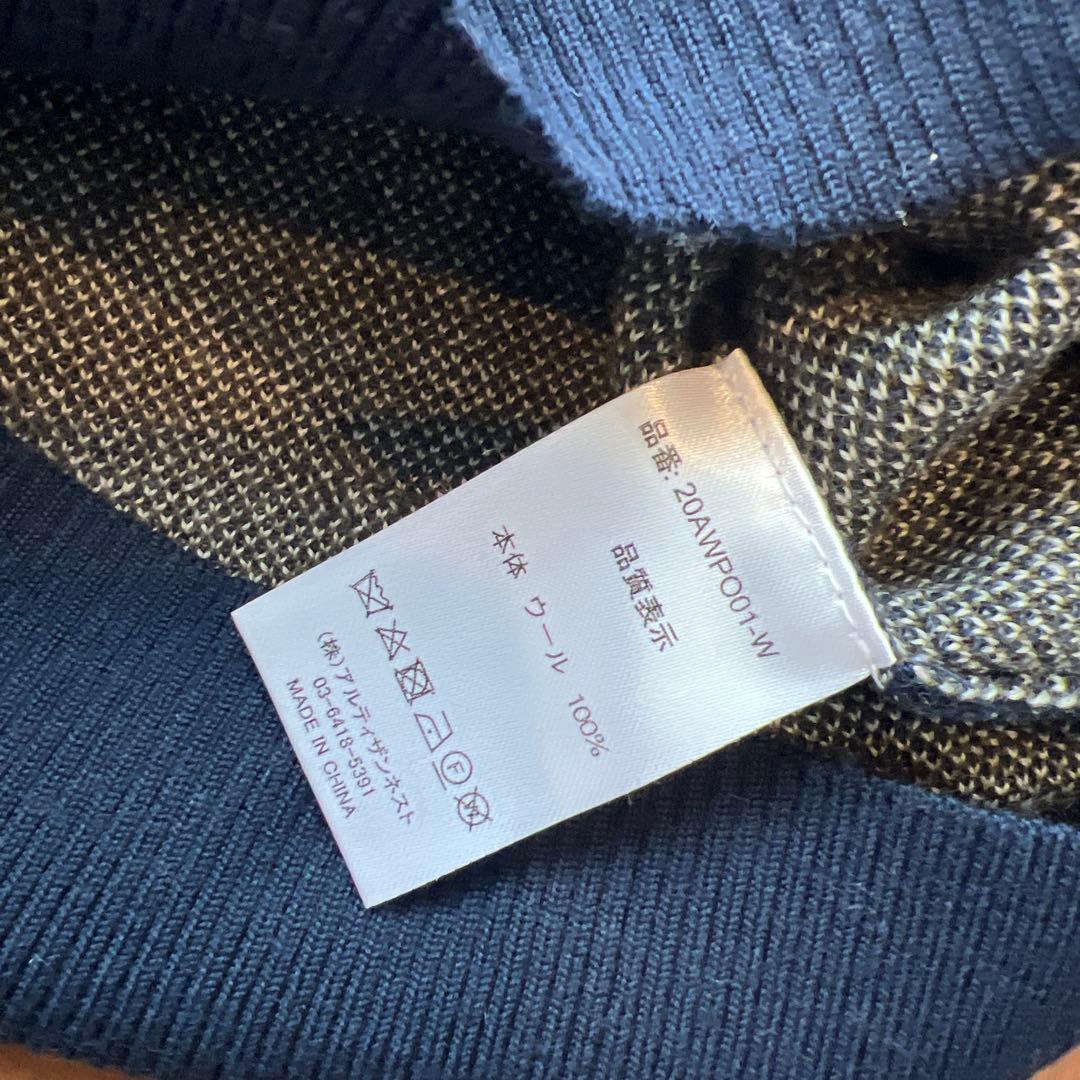 品番: 20AWPO01-W
品質表示
本体 ウール 100%
F
W
(株)アルティザンネスト
03-6418-5391
MADE IN CHINA